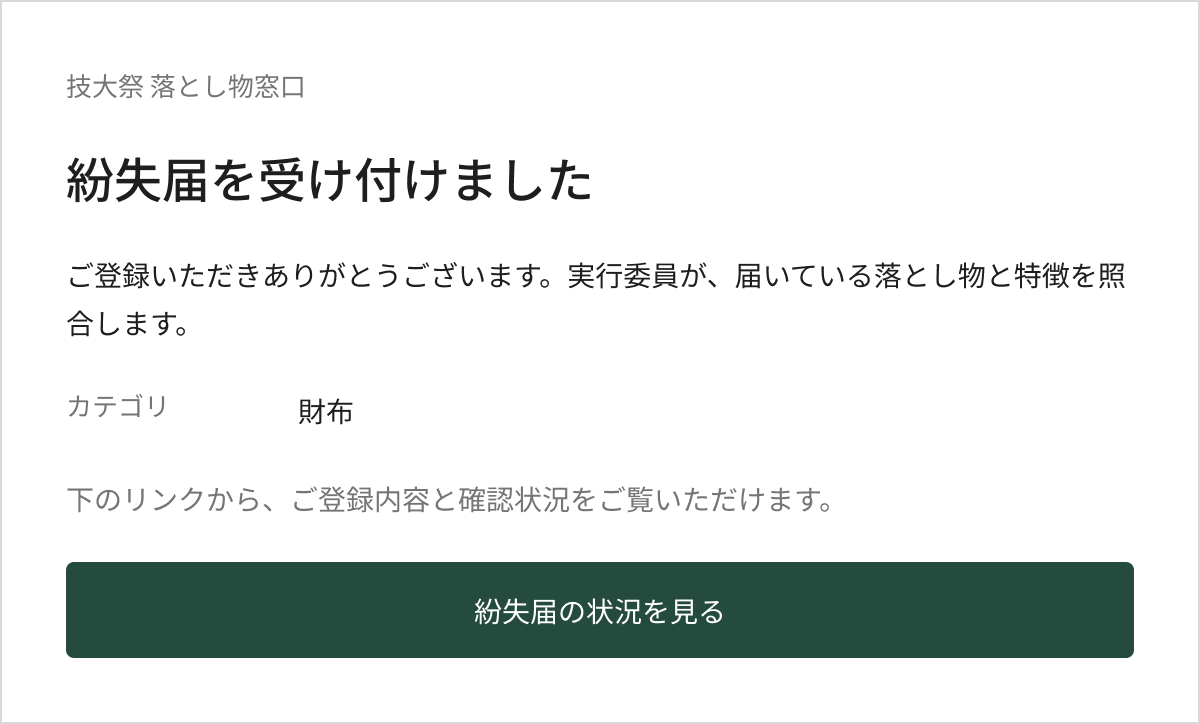 技大祭 落とし物窓口
紛失届を受け付けました
ご登録いただきありがとうございます。実行委員が、届いている落とし物と特徴を照
合します。
カテゴリ 財布
下のリンクから、ご登録内容と確認状況をご覧いただけます。
紛失届の状況を見る